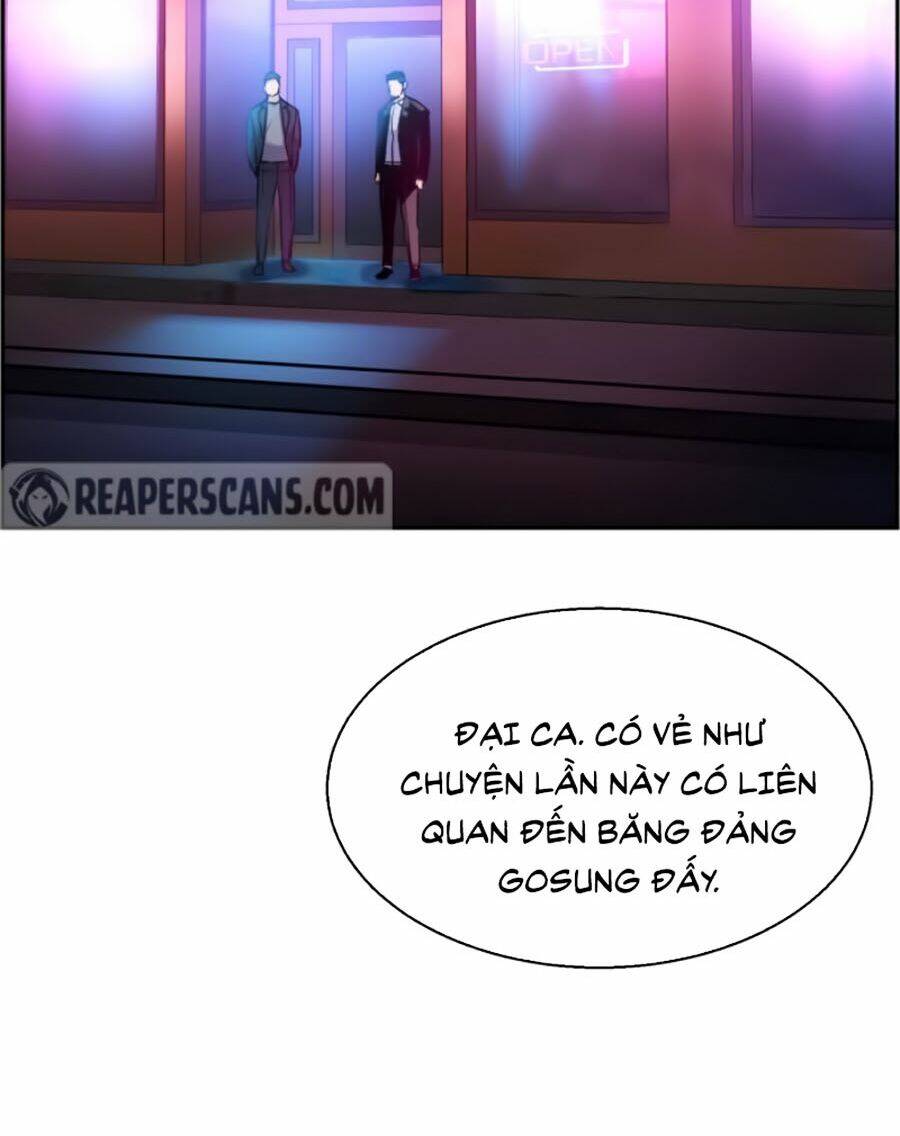 OPEN
REAPERSCANS.COM
ĐẠI CA. CÓ VẺ NHƯ
CHUYỆN LẦN NÀY CÓ LIÊN
QUAN ĐẾN BĂNG ĐẢNG
GOSUNG ĐẤY.